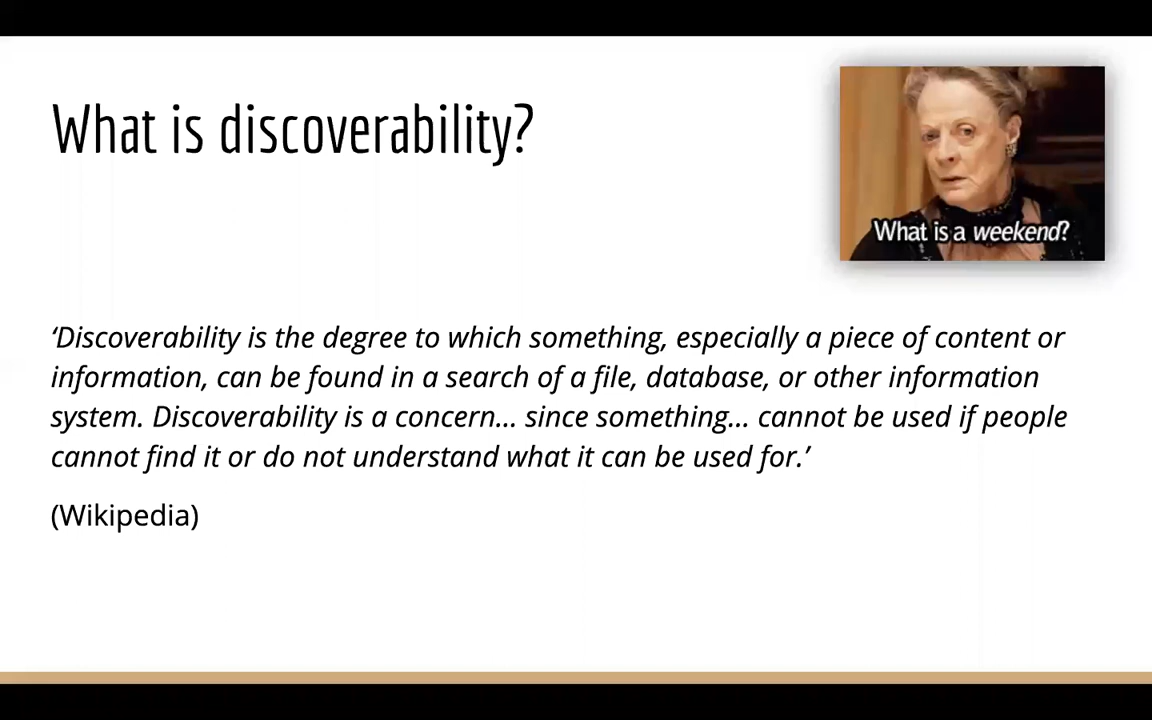 What is discoverability?
What is a weekend?
‘Discoverability is the degree to which something, especially a piece of content or
information, can be found in a search of a file, database, or other information
system. Discoverability is a concern... since something... cannot be used if people
cannot find it or do not understand what it can be used for.’
(Wikipedia)